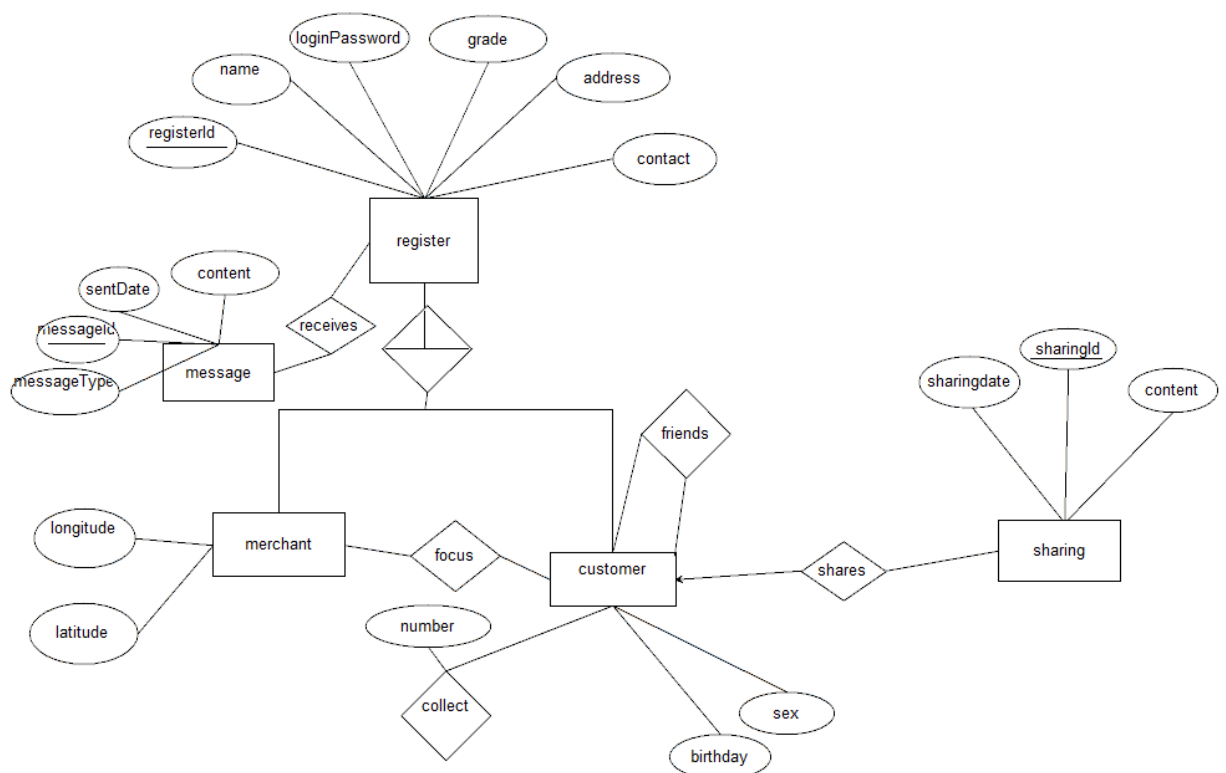 loginPassword
grade
name
address
registerId
contact
register
content
sentDate
receives
messageId
message
messageType
sharingId
sharingdate
content
friends
longitude
merchant
focus
customer
shares
sharing
latitude
number
collect
sex
birthday